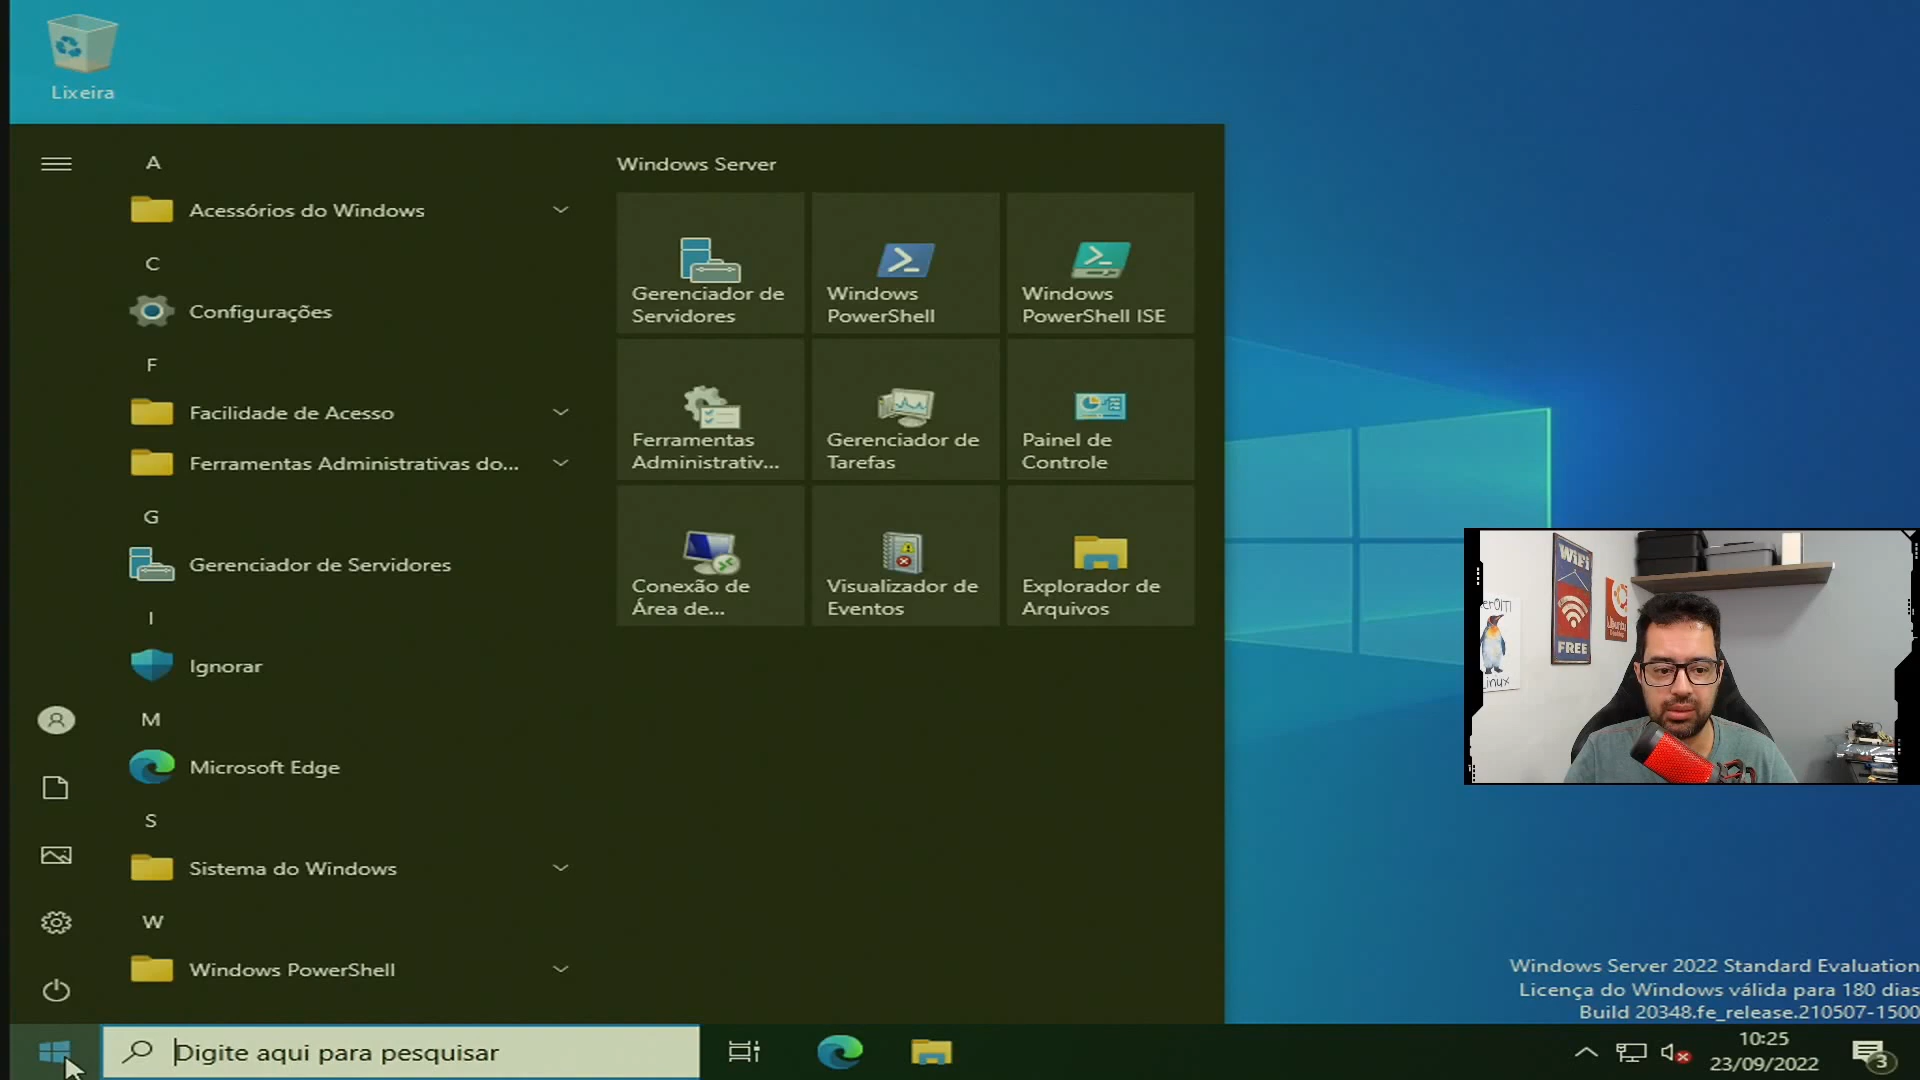 Lixeira
A
Windows Server
Acessórios do Windows
C
Configurações
F
Facilidade de Acesso
Ferramentas Administrativas do...
G
Gerenciador de Servidores
I
Ignorar
M
Microsoft Edge
S
Sistema do Windows
W
Windows PowerShell
Gerenciador de
Servidores
Windows
PowerShell
Windows
PowerShell ISE
Ferramentas
Administrativ...
Gerenciador de
Tarefas
Painel de
Controle
Conexão de
Área de...
Visualizador de
Eventos
Explorador de
Arquivos
WiFi
FREE
Ubuntu
Windows Server 2022 Standard Evaluation
Licença do Windows válida para 180 dias
Build 20348.fe_release.210507-1500
Digite aqui para pesquisar
10:25
23/09/2022
3